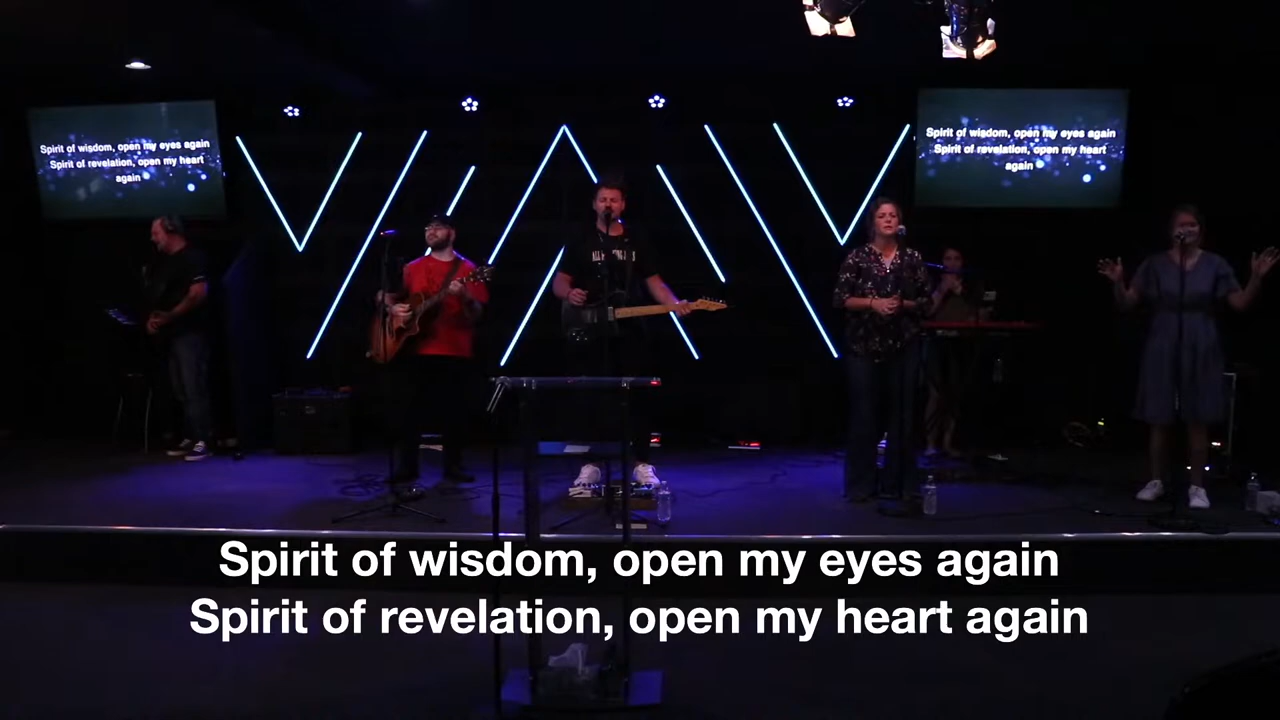 Spirit of wisdom, open my eyes again
Spirit of revelation, open my heart
again
Spirit of wisdom, open my eyes again
Spirit of revelation, open my heart
again
Spirit of wisdom, open my eyes again
Spirit of revelation, open my heart again